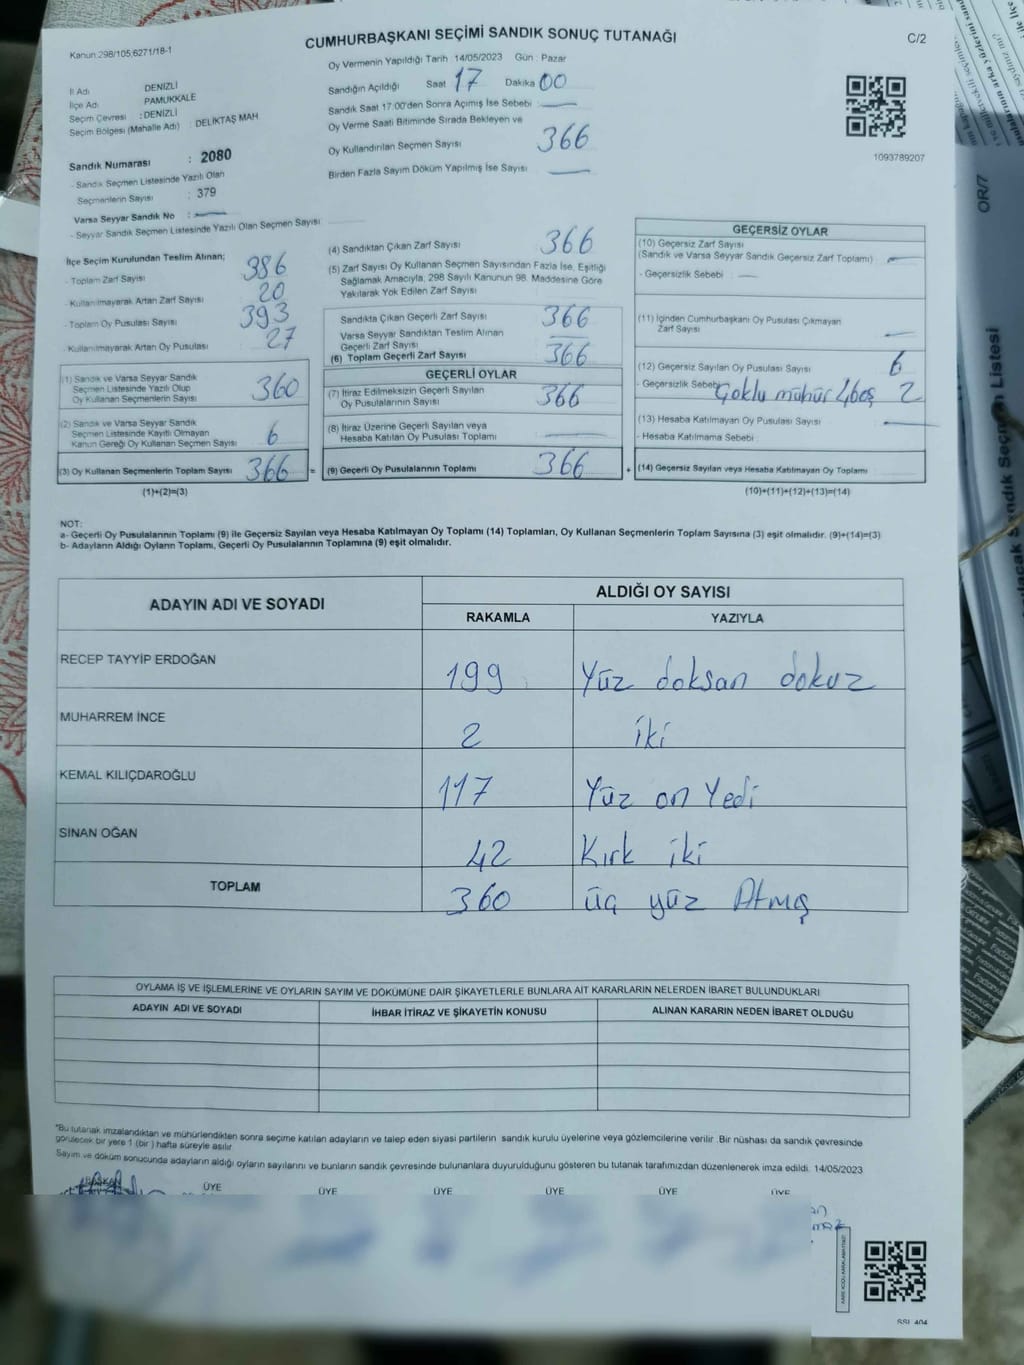 Kanun 298/105,6271/18-1
CUMHURBAŞKANI SEÇİMİ SANDIK SONUÇ TUTANAĞI
C/2
İl Adı DENİZLİ
İlçe Adı PAMUKKALE
Seçim Çevresi : DENİZLİ
Seçim Bölgesi (Mahalle Adı) : DELİKTAŞ MAH
Sandık Numarası : 2080
- Sandık Seçmen Listesinde Yazılı Olan
Seçmenlerin Sayısı : 379
Varsa Seyyar Sandık No :
- Seyyar Sandık Seçmen Listesinde Yazılı Olan Seçmen Sayısı
Oy Vermenin Yapıldığı Tarih 14/05/2023 Gün : Pazar
Sandığın Açıldığı Saat 17 Dakika 00
Sandık Saat 17:00'den Sonra Açımış İse Sebebi :
Oy Verme Saati Bitiminde Sırada Bekleyen ve
Oy Kullandırılan Seçmen Sayısı 366
Birden Fazla Sayım Döküm Yapılmış İse Sayısı
1093789207
İlçe Seçim Kurulundan Teslim Alınan;
- Toplam Zarf Sayısı 386
- Kullanılmayarak Artan Zarf Sayısı 20
- Toplam Oy Pusulası Sayısı 393
- Kullanılmayarak Artan Oy Pusulası 27
(1) Sandık ve Varsa Seyyar Sandık
Seçmen Listesinde Yazılı Olup
Oy Kullanan Seçmenlerin Sayısı 360
(2) Sandık ve Varsa Seyyar Sandık
Seçmen Listesinde Kayıtlı Olmayan
Kanun Gereği Oy Kullanan Seçmen Sayısı 6
(3) Oy Kullanan Seçmenlerin Toplam Sayısı 366 =
(1)+(2)=(3)
(4) Sandıktan Çıkan Zarf Sayısı 366
(5) Zarf Sayısı Oy Kullanan Seçmen Sayısından Fazla İse, Eşitliği
Sağlamak Amacıyla; 298 Sayılı Kanunun 98. Maddesine Göre
Yakılarak Yok Edilen Zarf Sayısı
Sandıkta Çıkan Geçerli Zarf Sayısı 366
Varsa Seyyar Sandıktan Teslim Alınan
Geçerli Zarf Sayısı
(6) Toplam Geçerli Zarf Sayısı 366
GEÇERLİ OYLAR
(7) İtiraz Edilmeksizin Geçerli Sayılan
Oy Pusulalarının Sayısı 366
(8) İtiraz Üzerine Geçerli Sayılan veya
Hesaba Katılan Oy Pusulası Toplamı
(9) Geçerli Oy Pusulalarının Toplamı 366 +
GEÇERSİZ OYLAR
(10) Geçersiz Zarf Sayısı
(Sandık ve Varsa Seyyar Sandık Geçersiz Zarf Toplamı)
- Geçersizlik Sebebi :
(11) İçinden Cumhurbaşkanı Oy Pusulası Çıkmayan
Zarf Sayısı
(12) Geçersiz Sayılan Oy Pusulası Sayısı 6
- Geçersizlik Sebebi Çoklu mühür 4 boş 2
(13) Hesaba Katılmayan Oy Pusulası Sayısı
- Hesaba Katılmama Sebebi
(14) Geçersiz Sayılan veya Hesaba Katılmayan Oy Toplamı
(10)+(11)+(12)+(13)=(14)
NOT:
a- Geçerli Oy Pusulalarının Toplamı (9) ile Geçersiz Sayılan veya Hesaba Katılmayan Oy Toplamı (14) Toplamları, Oy Kullanan Seçmenlerin Toplam Sayısına (3) eşit olmalıdır. (9)+(14)=(3)
b- Adayların Aldığı Oyların Toplamı, Geçerli Oy Pusulalarının Toplamına (9) eşit olmalıdır.
ADAYIN ADI VE SOYADI
ALDIĞI OY SAYISI
RAKAMLA YAZIYLA
RECEP TAYYİP ERDOĞAN 199 Yüz doksan dokuz
MUHARREM İNCE 2 iki
KEMAL KILIÇDAROĞLU 117 Yüz on Yedi
SİNAN OĞAN 42 Kırk iki
TOPLAM 360 üç yüz Atmış
OYLAMA İŞ VE İŞLEMLERİNE VE OYLARIN SAYIM VE DÖKÜMÜNE DAİR ŞİKAYETLERLE BUNLARA AİT KARARLARIN NELERDEN İBARET BULUNDUKLARI
ADAYIN ADI VE SOYADI İHBAR İTİRAZ VE ŞİKAYETİN KONUSU ALINAN KARARIN NEDEN İBARET OLDUĞU
*Bu tutanak imzalandıktan ve mühürlendikten sonra seçime katılan adayların ve talep eden siyasi partilerin sandık kurulu üyelerine veya gözlemcilerine verilir .Bir nüshası da sandık çevresinde
görülecek bir yere 1 (bir ) hafta süreyle asılır
Sayım ve döküm sonucunda adayların aldığı oyların sayılarını ve bunların sandık çevresinde bulunanlara duyurulduğunu gösteren bu tutanak tarafımızdan düzenlenerek imza edildi. 14/05/2023
BAŞKAN ÜYE ÜYE ÜYE ÜYE ÜYE ÜYE
OR/7
Sandık Seçmen Listesi